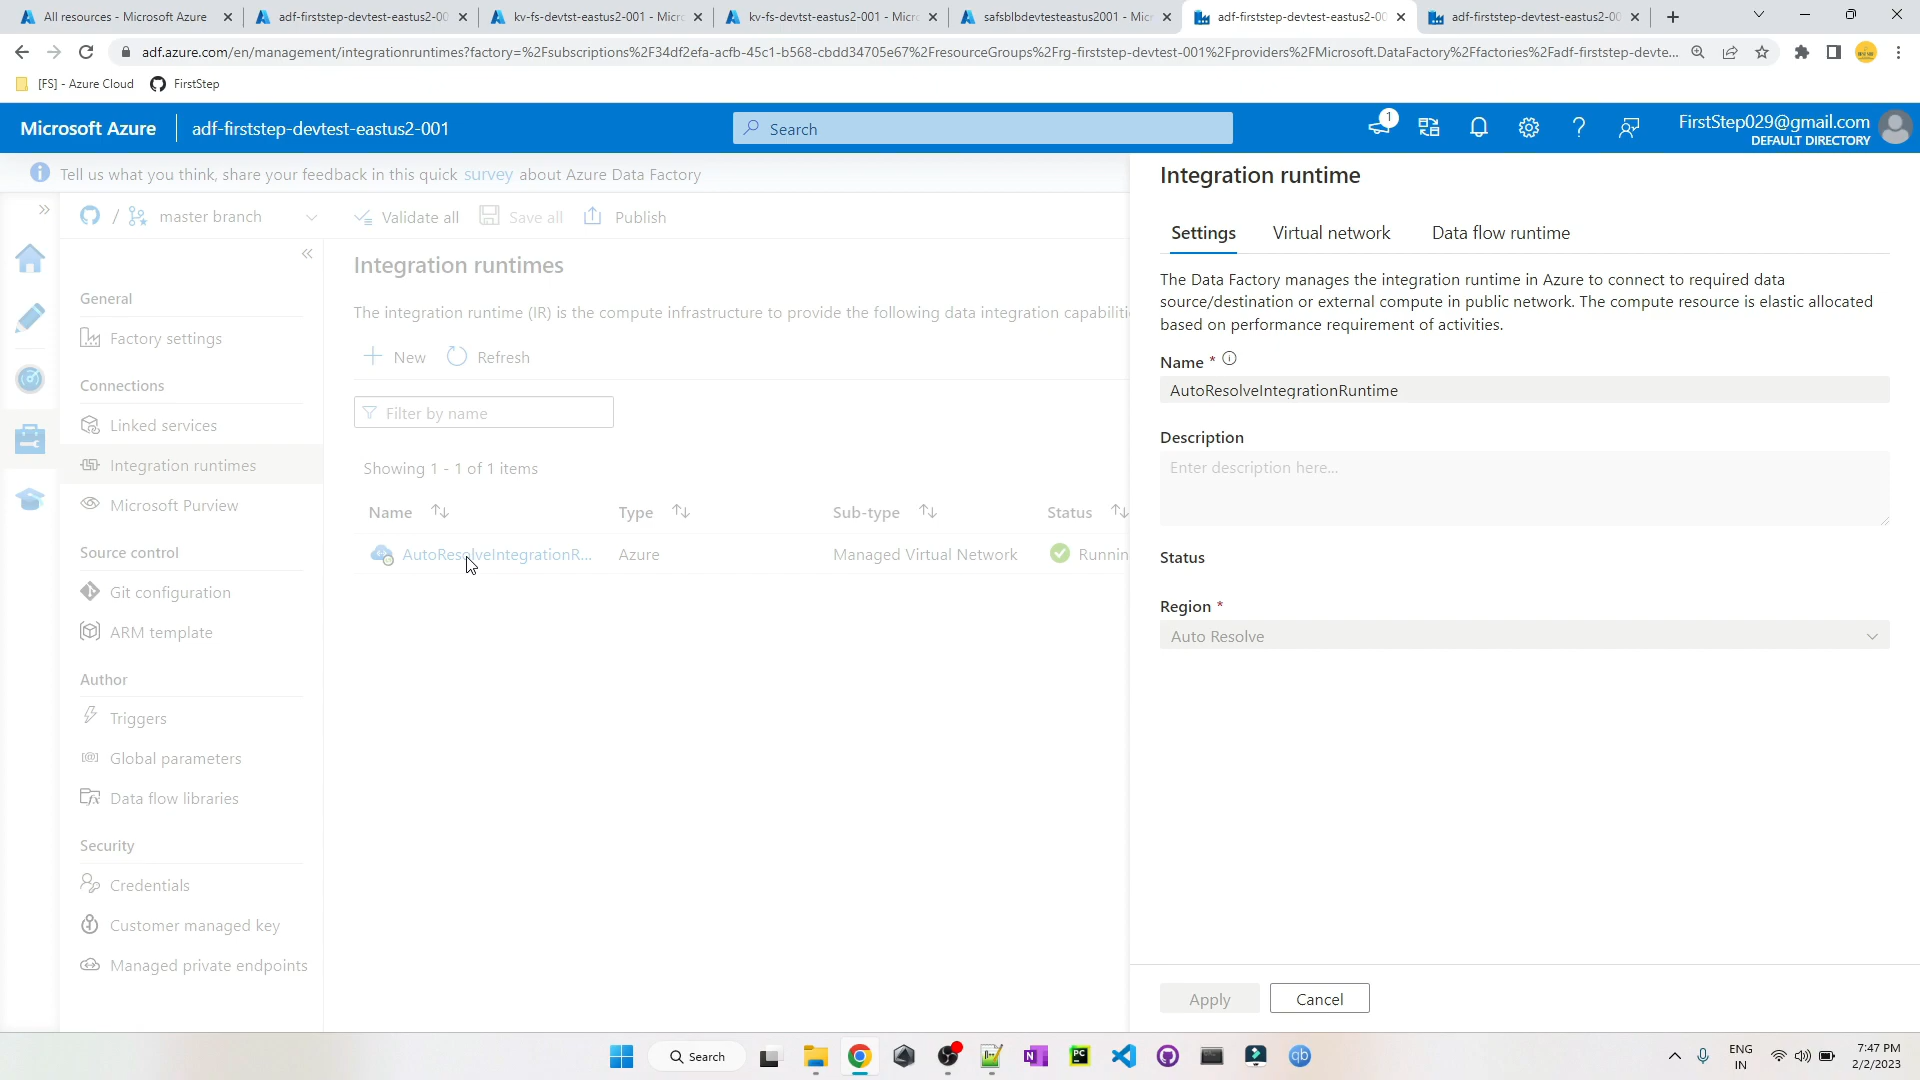 All resources - Microsoft Azure
adf-firststep-devtest-eastus2-00
kv-fs-devtst-eastus2-001 - Micr
kv-fs-devtst-eastus2-001 - Micr
safsblbdevtesteastus2001 - Mic
adf-firststep-devtest-eastus2-00
adf-firststep-devtest-eastus2-00
adf.azure.com/en/management/integrationruntimes?factory=%2Fsubscriptions%2F34df2efa-acfb-45c1-b568-cbdd34705e67%2FresourceGroups%2Frg-firststep-devtest-001%2Fproviders%2FMicrosoft.DataFactory%2Ffactories%2Fadf-firststep-devte...
[FS] - Azure Cloud
FirstStep
Microsoft Azure
adf-firststep-devtest-eastus2-001
Search
1
FirstStep029@gmail.com
DEFAULT DIRECTORY
Tell us what you think, share your feedback in this quick survey about Azure Data Factory
/ master branch
Validate all
Save all
Publish
General
Factory settings
Connections
Linked services
Integration runtimes
Microsoft Purview
Source control
Git configuration
ARM template
Author
Triggers
Global parameters
Data flow libraries
Security
Credentials
Customer managed key
Managed private endpoints
Integration runtimes
The integration runtime (IR) is the compute infrastructure to provide the following data integration capabiliti
New
Refresh
Filter by name
Showing 1 - 1 of 1 items
Name
Type
Sub-type
Status
AutoResolveIntegrationR...
Azure
Managed Virtual Network
Runnin
Integration runtime
Settings
Virtual network
Data flow runtime
The Data Factory manages the integration runtime in Azure to connect to required data
source/destination or external compute in public network. The compute resource is elastic allocated
based on performance requirement of activities.
Name *
AutoResolveIntegrationRuntime
Description
Enter description here...
Status
Region *
Auto Resolve
Apply
Cancel
Search
PC
qb
ENG
IN
7:47 PM
2/2/2023